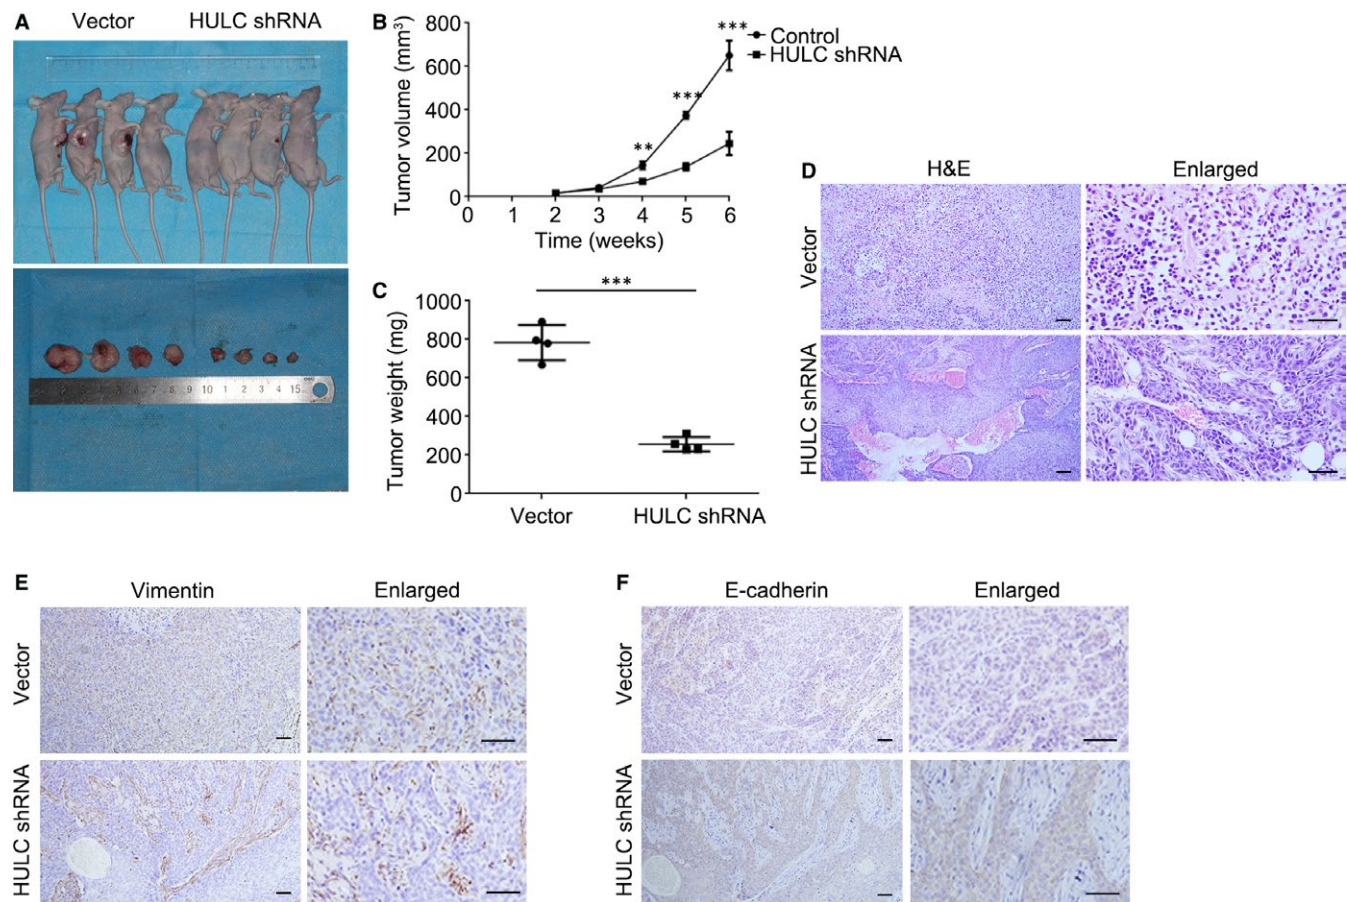 A
Vector
HULC shRNA
B
Tumor volume (mm³)
800
600
400
200
0
0 1 2 3 4 5 6
Time (weeks)
**
***
***
Control
HULC shRNA
C
Tumor weight (mg)
1000
800
600
400
200
0
***
Vector
HULC shRNA
D
H&E
Enlarged
Vector
HULC shRNA
E
Vimentin
Enlarged
Vector
HULC shRNA
F
E-cadherin
Enlarged
Vector
HULC shRNA